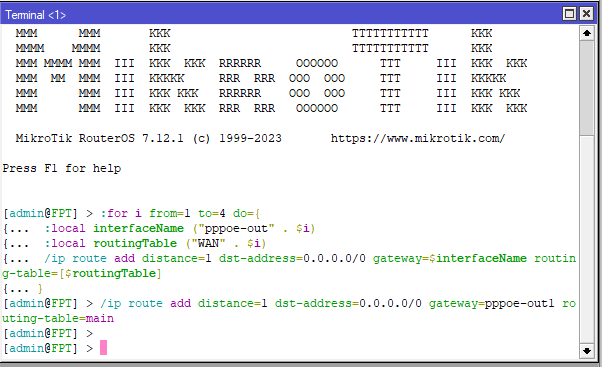 Terminal <1>
MMM      MMM       KKK                          TTTTTTTTTTT      KKK
MMMM    MMMM       KKK                          TTTTTTTTTTT      KKK
MMM MMMM MMM  III  KKK  KKK  RRRRRR     OOOOOO      TTT     III  KKK  KKK
MMM  MM  MMM  III  KKKKK     RRR  RRR  OOO  OOO     TTT     III  KKKKK
MMM      MMM  III  KKK KKK   RRRRRR    OOO  OOO     TTT     III  KKK KKK
MMM      MMM  III  KKK  KKK  RRR  RRR   OOOOOO      TTT     III  KKK  KKK
MikroTik RouterOS 7.12.1 (c) 1999-2023       https://www.mikrotik.com/
Press F1 for help
[admin@FPT] > :for i from=1 to=4 do={
{...  :local interfaceName ("pppoe-out" . $i)
{...  :local routingTable ("WAN" . $i)
{...  /ip route add distance=1 dst-address=0.0.0.0/0 gateway=$interfaceName routin
g-table=[$routingTable]
{... }
[admin@FPT] > /ip route add distance=1 dst-address=0.0.0.0/0 gateway=pppoe-out1 ro
uting-table=main
[admin@FPT] >
[admin@FPT] >